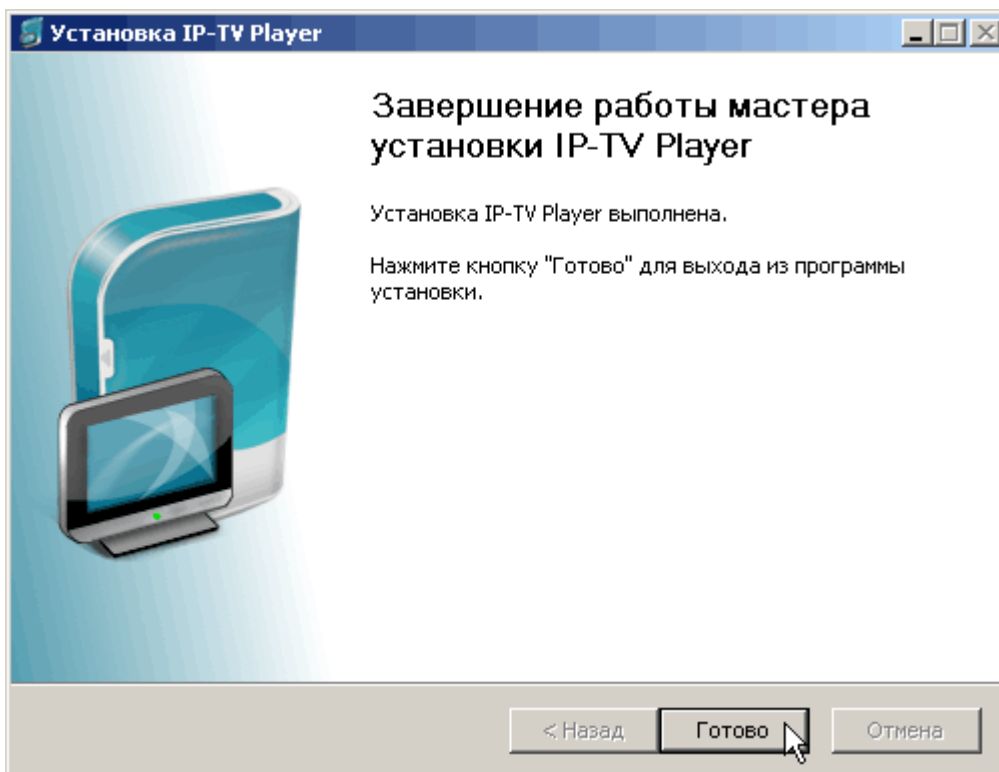 Установка IP-TV Player
Завершение работы мастера
установки IP-TV Player
Установка IP-TV Player выполнена.
Нажмите кнопку "Готово" для выхода из программы
установки.
< Назад
Готово
Отмена